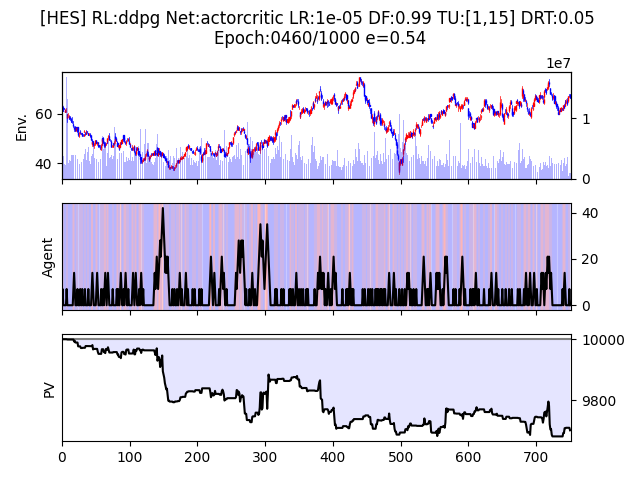 [HES] RL:ddpg Net:actorcritic LR:1e-05 DF:0.99 TU:[1,15] DRT:0.05
Epoch:0460/1000 e=0.54
1e7
Env.
60
40
1
0
Agent
40
20
0
PV
10000
9800
0 100 200 300 400 500 600 700